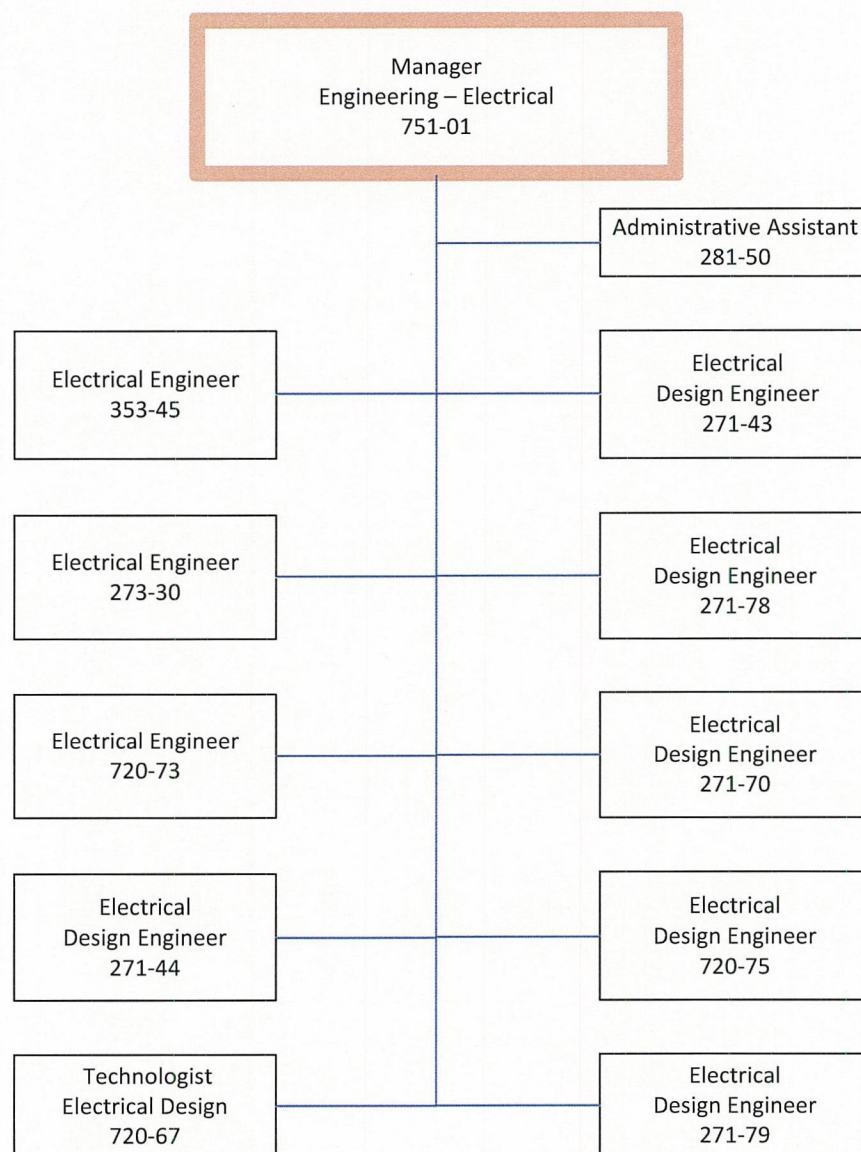 Manager
Engineering – Electrical
751-01
Administrative Assistant
281-50
Electrical Engineer
353-45
Electrical
Design Engineer
271-43
Electrical Engineer
273-30
Electrical
Design Engineer
271-78
Electrical Engineer
720-73
Electrical
Design Engineer
271-70
Electrical
Design Engineer
271-44
Electrical
Design Engineer
720-75
Technologist
Electrical Design
720-67
Electrical
Design Engineer
271-79